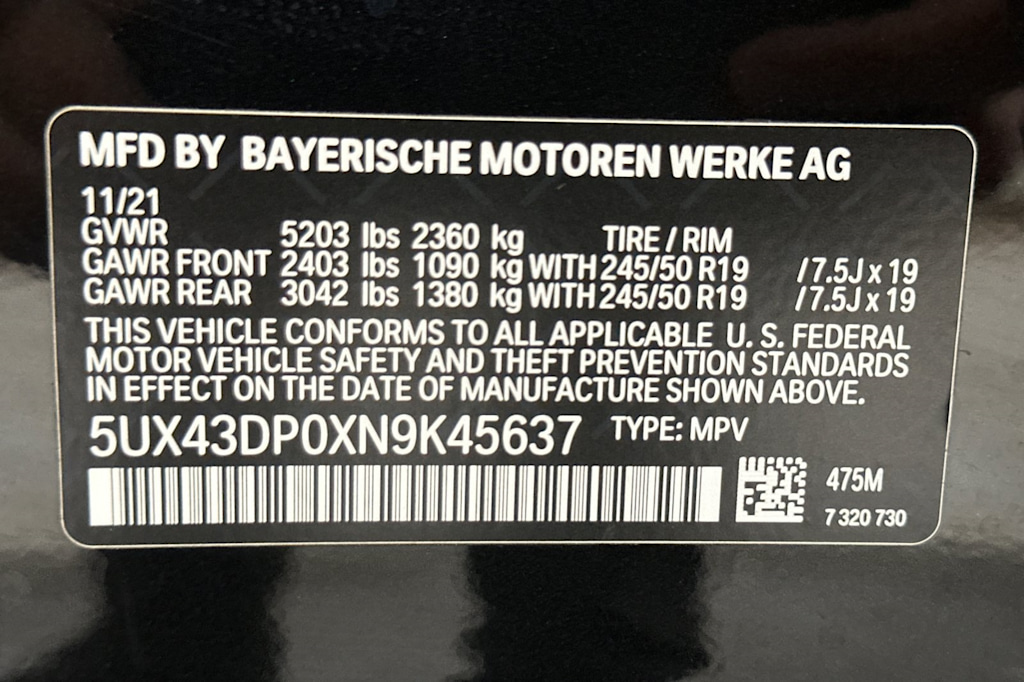 MFD BY BAYERISCHE MOTOREN WERKE AG
11/21
GVWR 5203 lbs 2360 kg TIRE / RIM
GAWR FRONT 2403 lbs 1090 kg WITH 245/50 R19 / 7.5J x 19
GAWR REAR 3042 lbs 1380 kg WITH 245/50 R19 / 7.5J x 19
THIS VEHICLE CONFORMS TO ALL APPLICABLE U. S. FEDERAL
MOTOR VEHICLE SAFETY AND THEFT PREVENTION STANDARDS
IN EFFECT ON THE DATE OF MANUFACTURE SHOWN ABOVE.
5UX43DP0XN9K45637 TYPE: MPV
475M
7 320 730